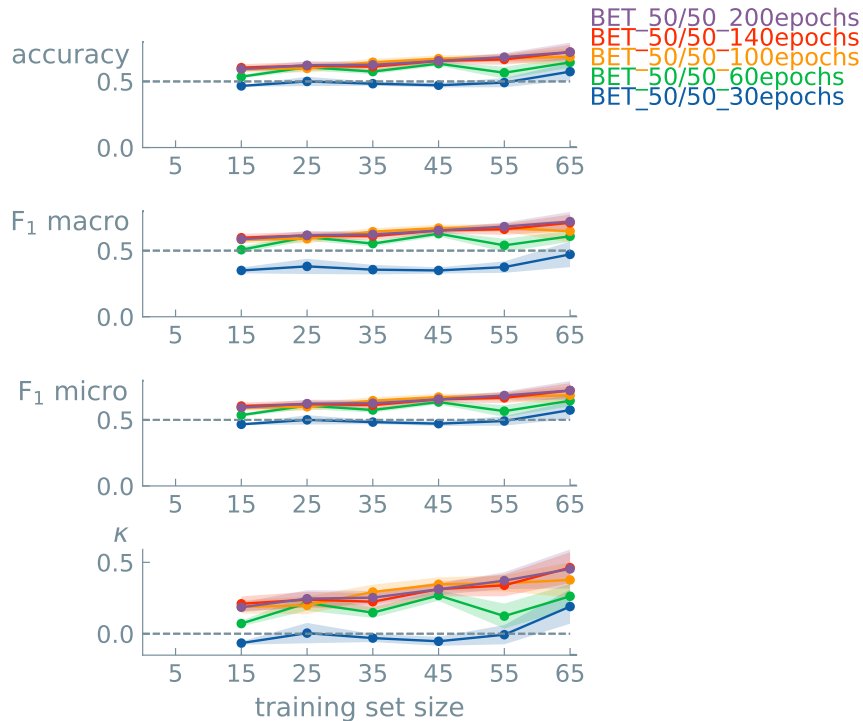 BET_50/50_200epochs
BET_50/50_140epochs
BET_50/50_100epochs
BET_50/50_60epochs
BET_50/50_30epochs
accuracy
0.5
0.0
5 15 25 35 45 55 65
F₁ macro
0.5
0.0
5 15 25 35 45 55 65
F₁ micro
0.5
0.0
5 15 25 35 45 55 65
κ
0.5
0.0
5 15 25 35 45 55 65
training set size